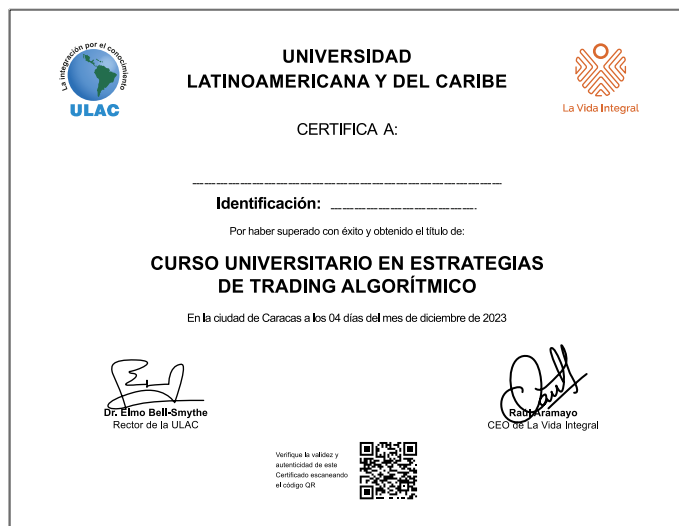 La integración por el conocimiento
ULAC
UNIVERSIDAD
LATINOAMERICANA Y DEL CARIBE
La Vida Integral
CERTIFICA A:
Identificación:
Por haber superado con éxito y obtenido el título de:
CURSO UNIVERSITARIO EN ESTRATEGIAS
DE TRADING ALGORÍTMICO
En la ciudad de Caracas a los 04 días del mes de diciembre de 2023
Dr. Elmo Bell-Smythe
Rector de la ULAC
Raúl Aramayo
CEO de La Vida Integral
Verifique la validez y
autenticidad de este
Certificado escaneando
el código QR